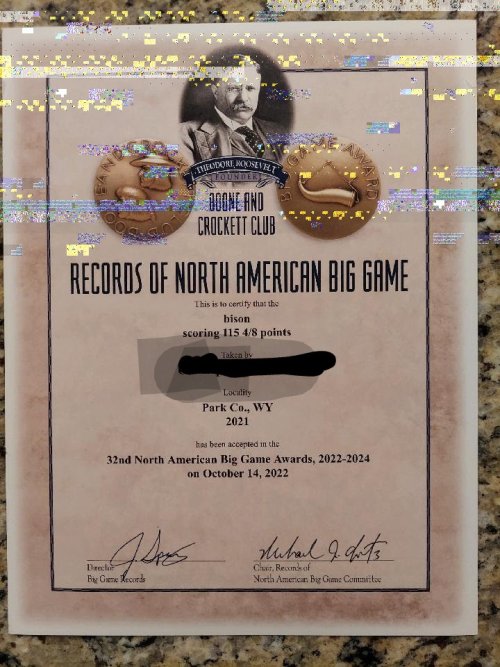 THEODORE ROOSEVELT
FOUNDER
BOONE AND
CROCKETT CLUB
GAME AWARD
RECORDS OF NORTH AMERICAN BIG GAME
This is to certify that the
bison
scoring 115 4/8 points
Taken by
Locality
Park Co., WY
2021
has been accepted in the
32nd North American Big Game Awards, 2022-2024
on October 14, 2022
Director
Big Game Records
Chair, Records of
North American Big Game Committee